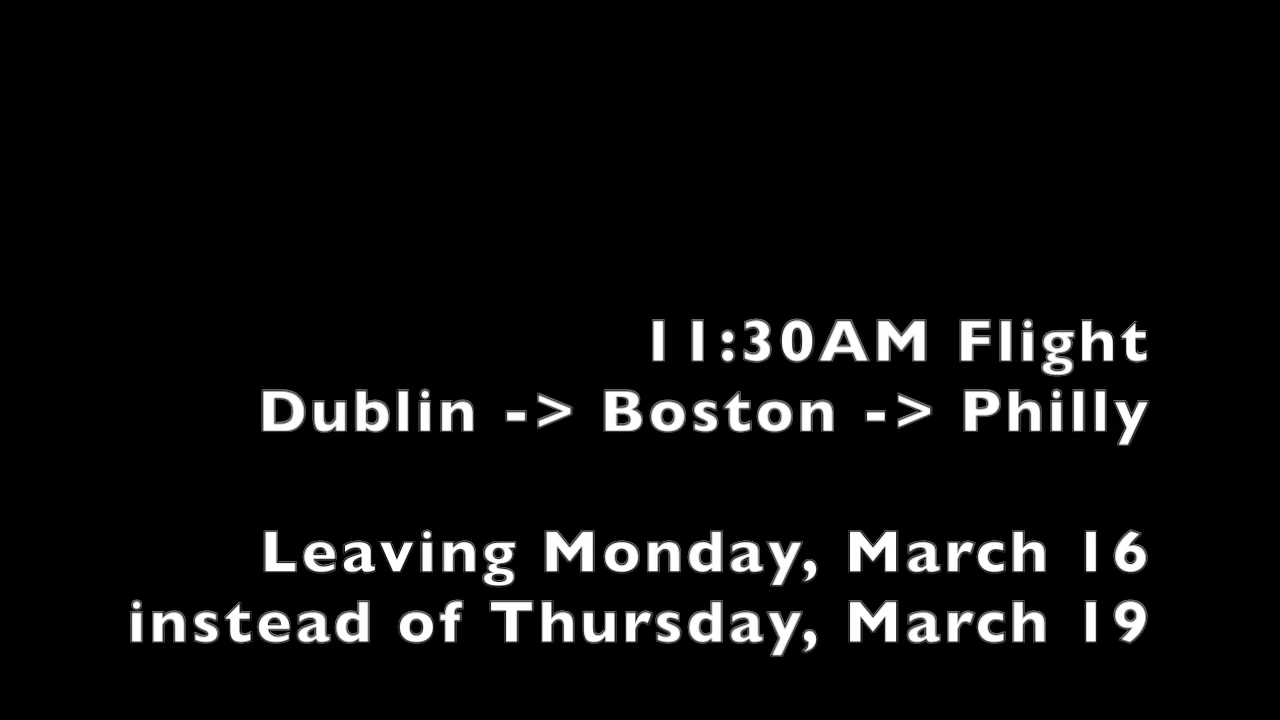 11:30AM Flight
Dublin -> Boston -> Philly
Leaving Monday, March 16
instead of Thursday, March 19